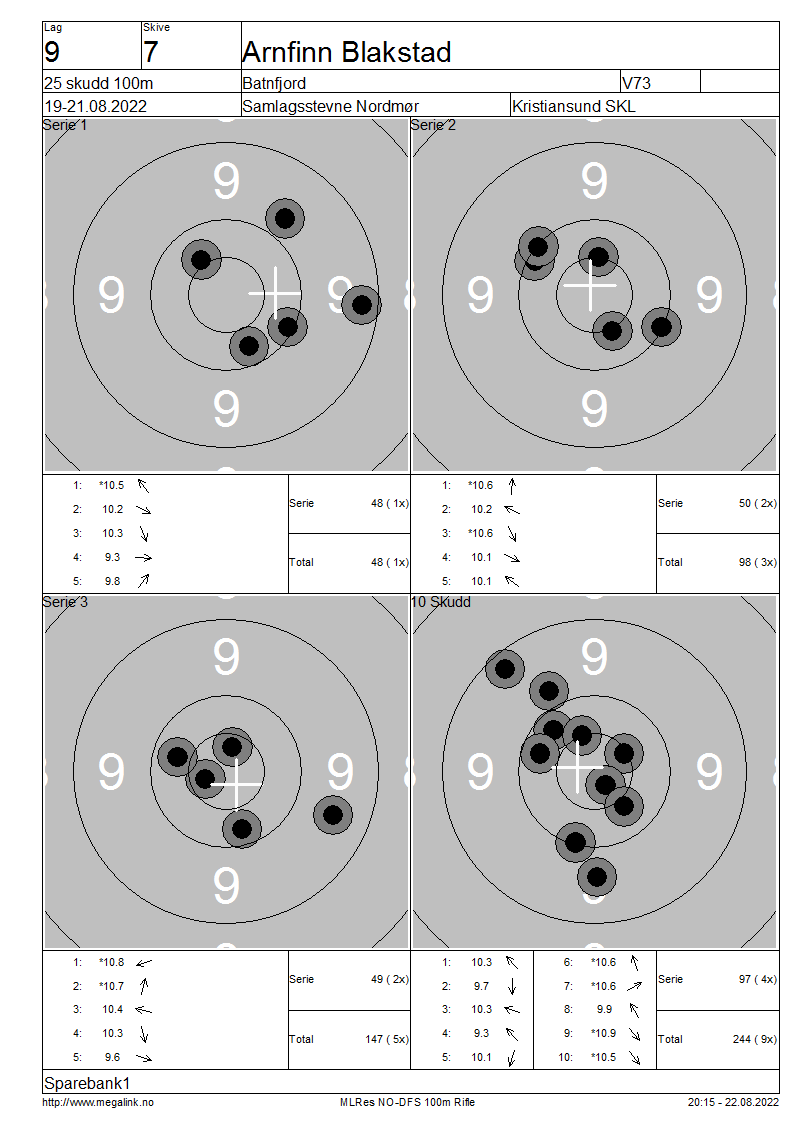 Lag Skive
9 7 Arnfinn Blakstad
25 skudd 100m Batnfjord V73
19-21.08.2022 Samlagsstevne Nordmør Kristiansund SKL
Serie 1
9
9 9
9
1: *10.5
2: 10.2
3: 10.3
4: 9.3
5: 9.8
Serie 48 ( 1x)
Total 48 ( 1x)
Serie 2
9
9 9
9
1: *10.6
2: 10.2
3: *10.6
4: 10.1
5: 10.1
Serie 50 ( 2x)
Total 98 ( 3x)
Serie 3
9
9 9
9
1: *10.8
2: *10.7
3: 10.4
4: 10.3
5: 9.6
Serie 49 ( 2x)
Total 147 ( 5x)
10 Skudd
9
9 9
9
1: 10.3 6: *10.6
2: 9.7 7: *10.6
3: 10.3 8: 9.9
4: 9.3 9: *10.9
5: 10.1 10: *10.5
Serie 97 ( 4x)
Total 244 ( 9x)
Sparebank1
http://www.megalink.no MLRes NO-DFS 100m Rifle 20:15 - 22.08.2022